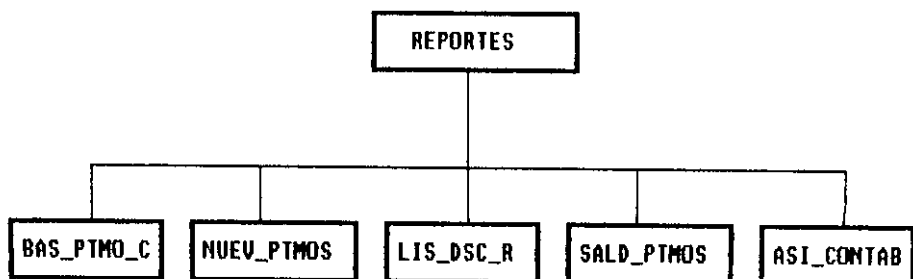 REPORTES
BAS_PTMO_C NUEV_PTMOS LIS_DSC_R SALD_PTMOS ASI_CONTAB